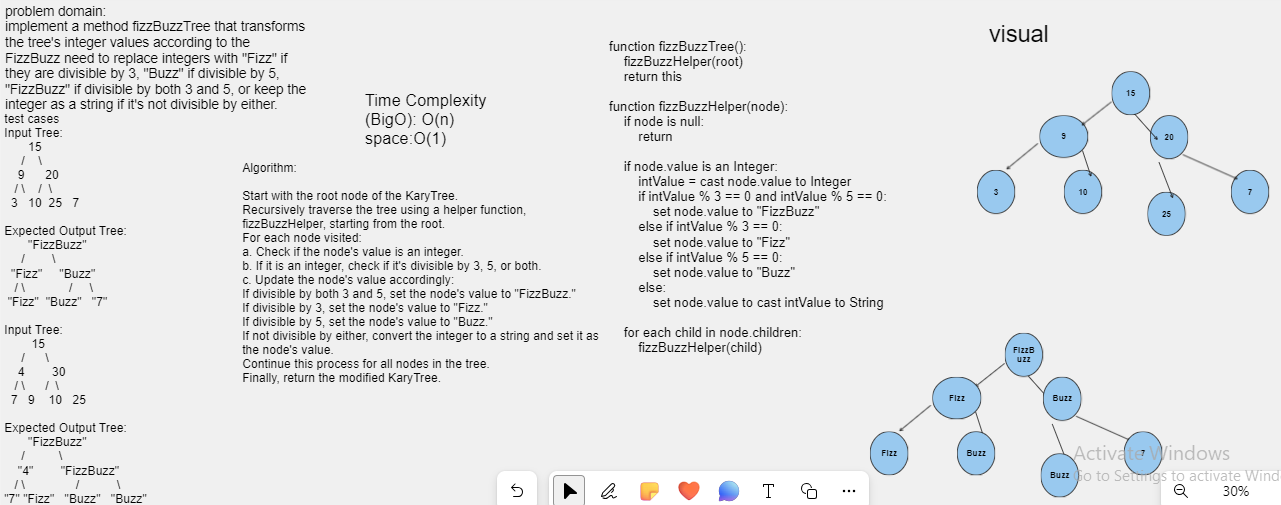 problem domain:
implement a method fizzBuzzTree that transforms
the tree's integer values according to the
FizzBuzz need to replace integers with "Fizz" if
they are divisible by 3, "Buzz" if divisible by 5,
"FizzBuzz" if divisible by both 3 and 5, or keep the
integer as a string if it's not divisible by either.
test cases
Input Tree:
15
/ \
9 20
/ \ / \
3 10 25 7
Expected Output Tree:
"FizzBuzz"
/ \
"Fizz" "Buzz"
/ \ / \
"Fizz" "Buzz" "7"
Input Tree:
15
/ \
4 30
/ \ / \
7 9 10 25
Expected Output Tree:
"FizzBuzz"
/ \
"4" "FizzBuzz"
/ \ / \
"7" "Fizz" "Buzz" "Buzz"
Time Complexity
(BigO): O(n)
space:O(1)
Algorithm:
Start with the root node of the KaryTree.
Recursively traverse the tree using a helper function,
fizzBuzzHelper, starting from the root.
For each node visited:
a. Check if the node's value is an integer.
b. If it is an integer, check if it's divisible by 3, 5, or both.
c. Update the node's value accordingly:
If divisible by both 3 and 5, set the node's value to "FizzBuzz."
If divisible by 3, set the node's value to "Fizz."
If divisible by 5, set the node's value to "Buzz."
If not divisible by either, convert the integer to a string and set it as
the node's value.
Continue this process for all nodes in the tree.
Finally, return the modified KaryTree.
function fizzBuzzTree():
fizzBuzzHelper(root)
return this
function fizzBuzzHelper(node):
if node is null:
return
if node.value is an Integer:
intValue = cast node.value to Integer
if intValue % 3 == 0 and intValue % 5 == 0:
set node.value to "FizzBuzz"
else if intValue % 3 == 0:
set node.value to "Fizz"
else if intValue % 5 == 0:
set node.value to "Buzz"
else:
set node.value to cast intValue to String
for each child in node.children:
fizzBuzzHelper(child)
visual
15
9
20
3
10
25
7
FizzB
uzz
Fizz
Buzz
Fizz
Buzz
Buzz
7
Activate Windows
Go to Settings to activate Wind
T
30%